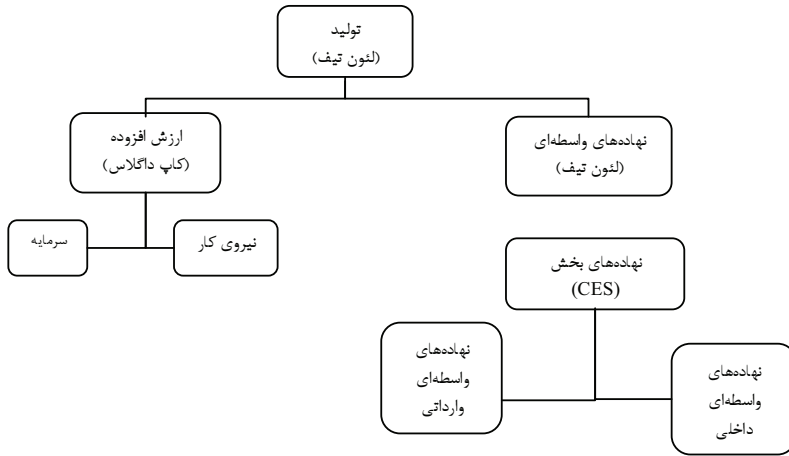 تولید
(لئون تیف)
ارزش افزوده
(کاپ داگلاس)
نهاده‌های واسطه‌ای
(لئون تیف)
نیروی کار
سرمایه
نهاده‌های بخش
(CES)
نهاده‌های
واسطه‌ای
داخلی
نهاده‌های
واسطه‌ای
وارداتی